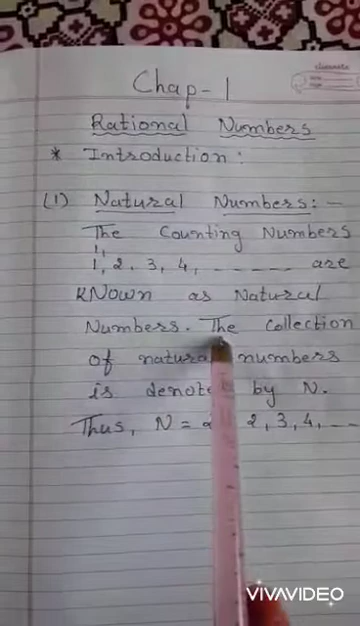 classmate
Chap-1
Rational Numbers
* Introduction:
(1) Natural Numbers:-
The Counting Numbers
1, 2, 3, 4, ----- are
KNown as Natural
Numbers. The collection
of natural numbers
is denote by N.
Thus, N = 2, 3, 4, --
VIVAVIDEO